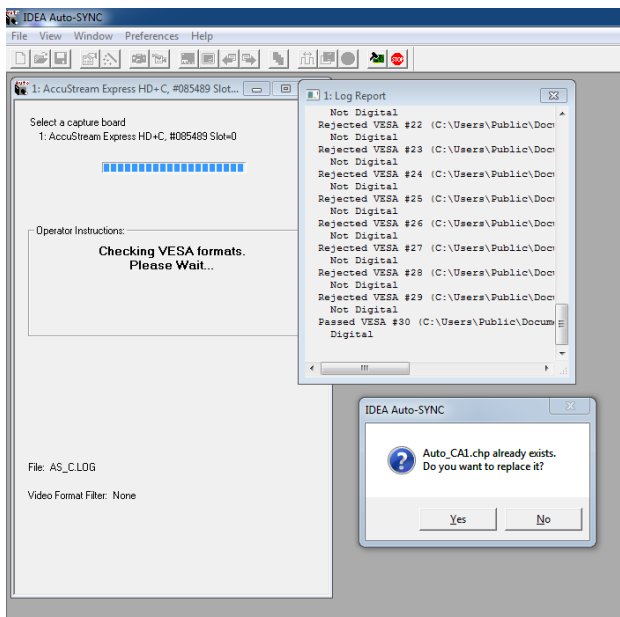 IDEA Auto-SYNC
File View Window Preferences Help
1: AccuStream Express HD+C, #085489 Slot...
Select a capture board
1: AccuStream Express HD+C, #085489 Slot=0
Operator Instructions:
Checking VESA formats.
Please Wait...
File: AS_C.LOG
Video Format Filter: None
1: Log Report
Not Digital
Rejected VESA #22 (C:\Users\Public\Docu
Not Digital
Rejected VESA #23 (C:\Users\Public\Docu
Not Digital
Rejected VESA #24 (C:\Users\Public\Docu
Not Digital
Rejected VESA #25 (C:\Users\Public\Docu
Not Digital
Rejected VESA #26 (C:\Users\Public\Docu
Not Digital
Rejected VESA #27 (C:\Users\Public\Docu
Not Digital
Rejected VESA #28 (C:\Users\Public\Docu
Not Digital
Rejected VESA #29 (C:\Users\Public\Docu
Not Digital
Passed VESA #30 (C:\Users\Public\Docum
Digital
IDEA Auto-SYNC
Auto_CA1.chp already exists.
Do you want to replace it?
Yes
No